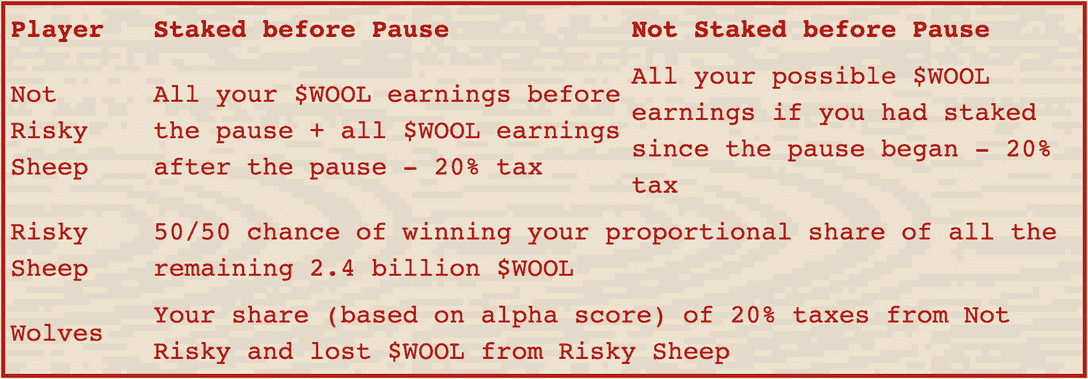 Player Staked before Pause Not Staked before Pause
Not Risky Sheep
All your $WOOL earnings before
the pause + all $WOOL earnings
after the pause – 20% tax
All your possible $WOOL
earnings if you had staked
since the pause began – 20%
tax
Risky Sheep
50/50 chance of winning your proportional share of all the
remaining 2.4 billion $WOOL
Wolves
Your share (based on alpha score) of 20% taxes from Not
Risky and lost $WOOL from Risky Sheep